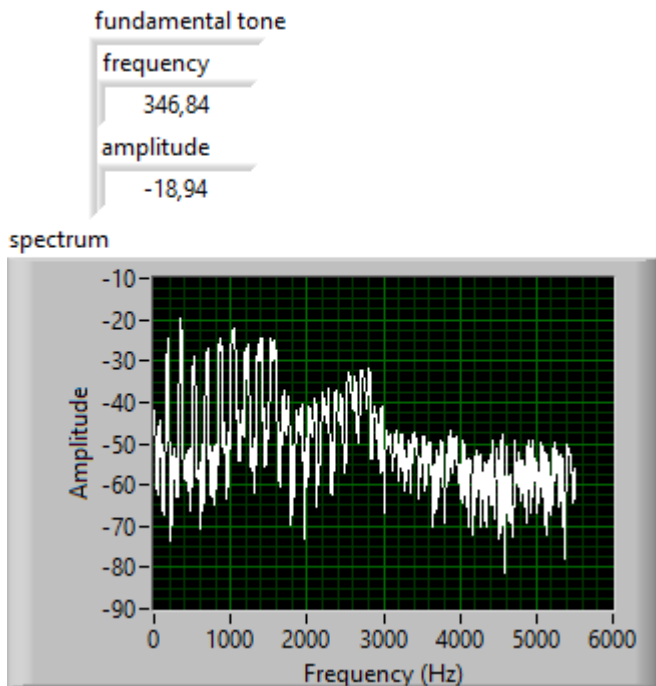 fundamental tone
frequency
346,84
amplitude
-18,94
spectrum
-10
-20
-30
-40
-50
-60
-70
-80
-90
Amplitude
0 1000 2000 3000 4000 5000 6000
Frequency (Hz)